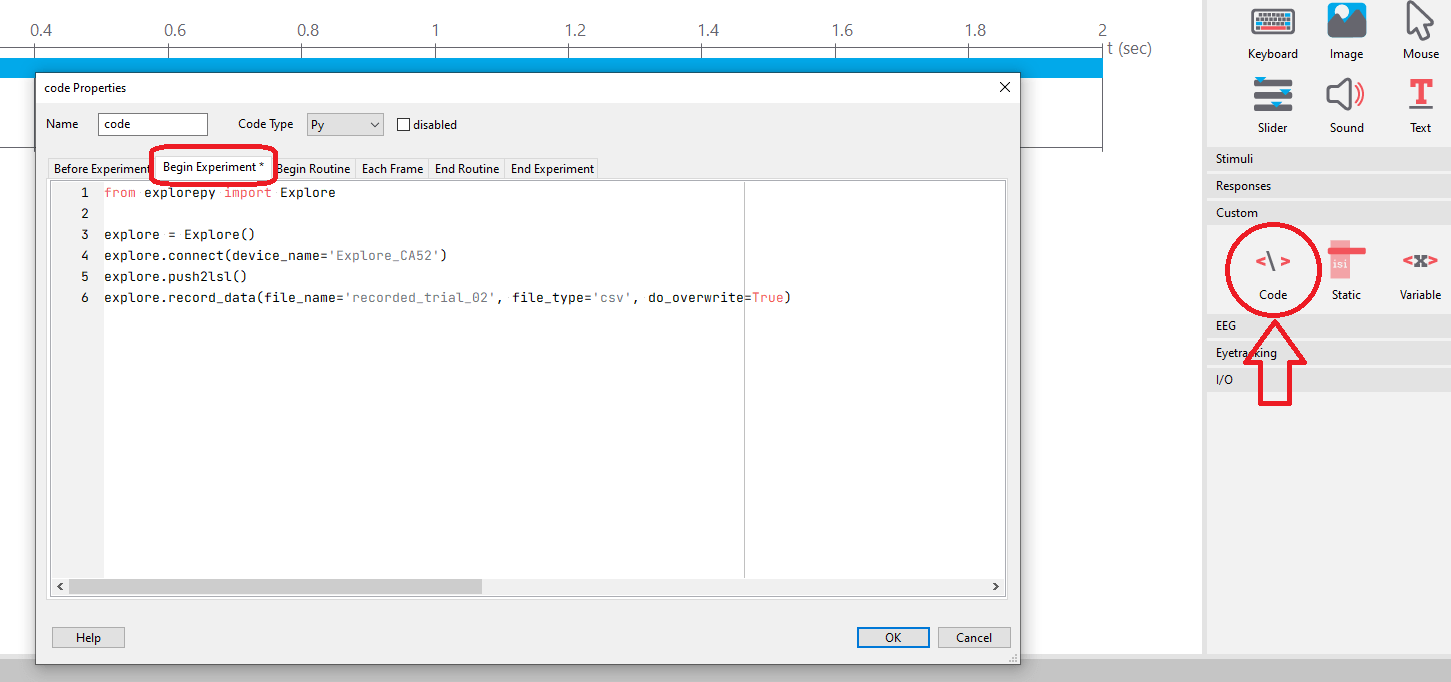 0.4 0.6 0.8 1 1.2 1.4 1.6 1.8 2
t (sec)
code Properties
Name code Code Type Py disabled
Before Experiment Begin Experiment * Begin Routine Each Frame End Routine End Experiment
1 from explorepy import Explore
2
3 explore = Explore()
4 explore.connect(device_name='Explore_CA52')
5 explore.push2lsl()
6 explore.record_data(file_name='recorded_trial_02', file_type='csv', do_overwrite=True)
Help OK Cancel
Keyboard Image Mouse
T
Slider Sound Text
Stimuli
Responses
Custom
<\> isi <x>
Code Static Variable
EEG
Eyetracking
I/O